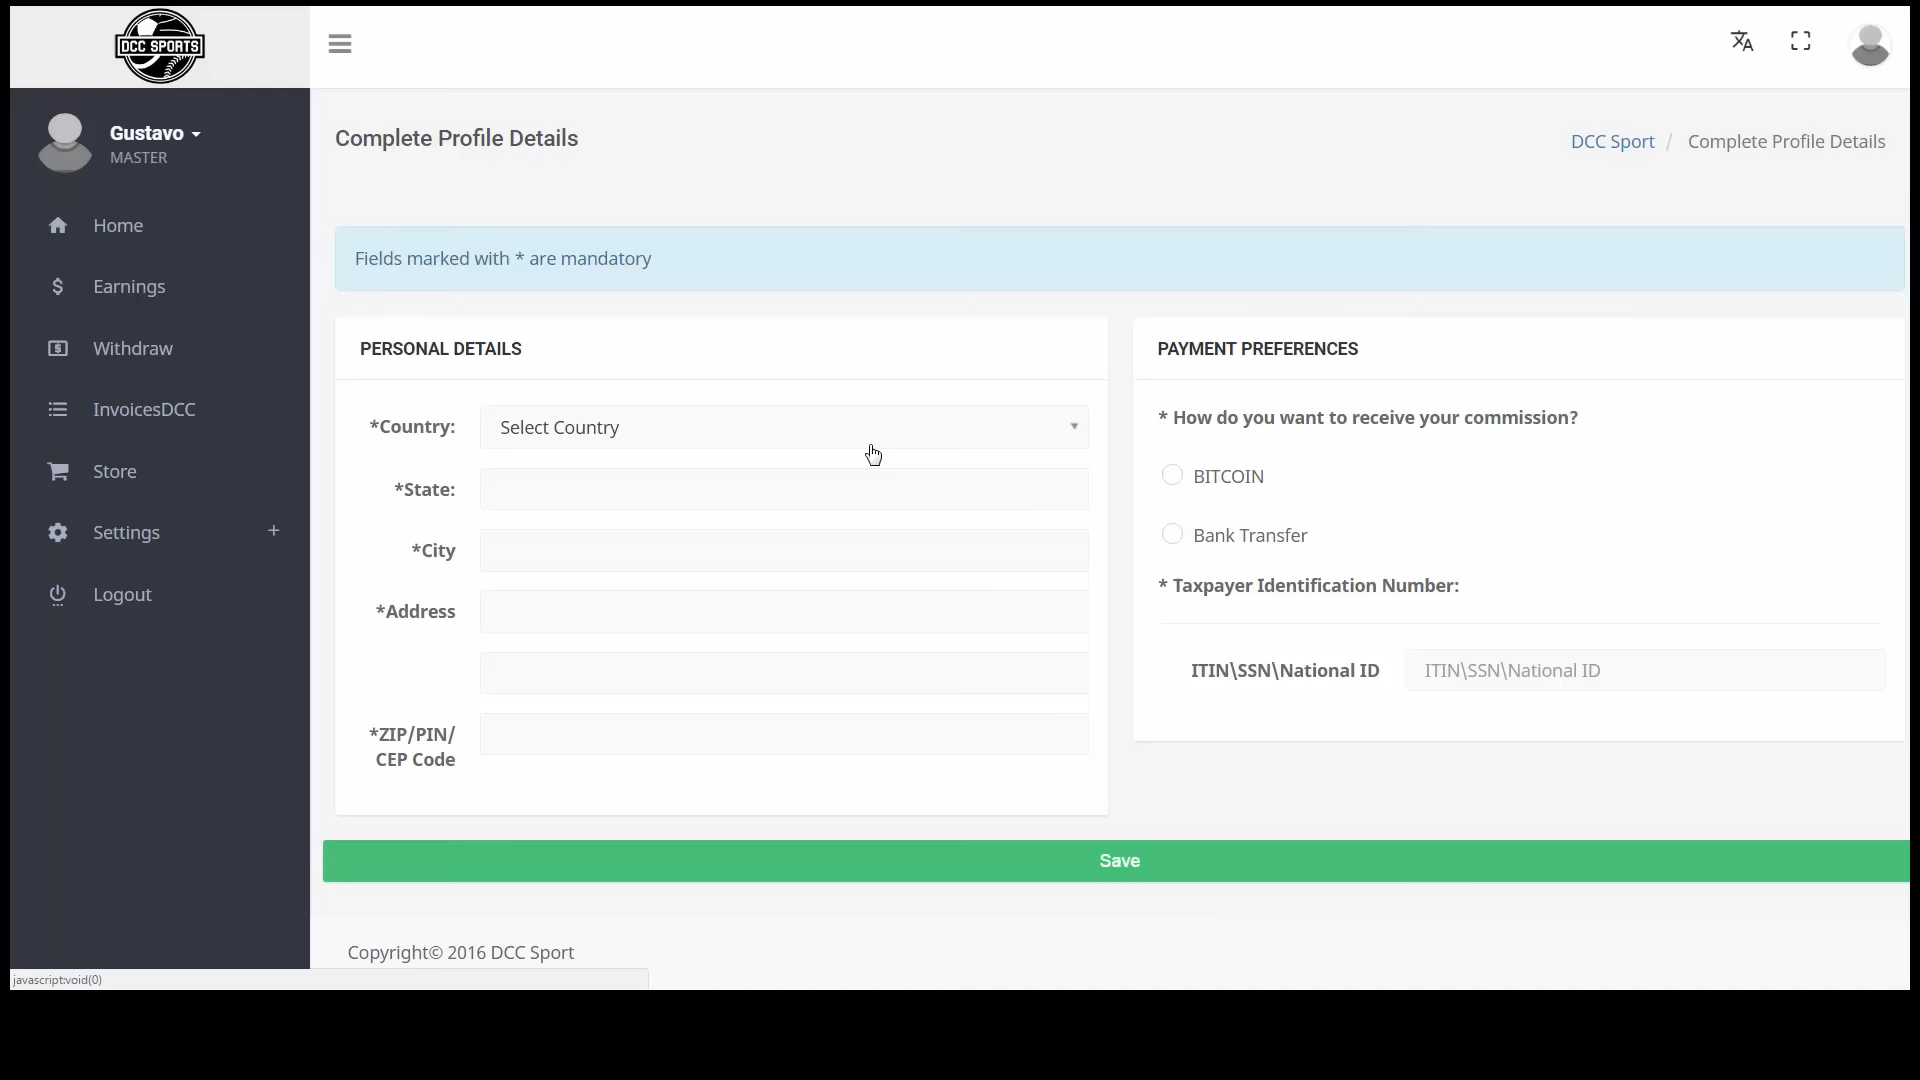 DCC SPORTS
Gustavo
MASTER
Home
Earnings
Withdraw
InvoicesDCC
Store
Settings +
Logout
Complete Profile Details
DCC Sport / Complete Profile Details
Fields marked with * are mandatory
PERSONAL DETAILS
*Country: Select Country
*State:
*City
*Address
*ZIP/PIN/
CEP Code
PAYMENT PREFERENCES
* How do you want to receive your commission?
BITCOIN
Bank Transfer
* Taxpayer Identification Number:
ITIN\SSN\National ID ITIN\SSN\National ID
Save
Copyright© 2016 DCC Sport
javascript:void(0)